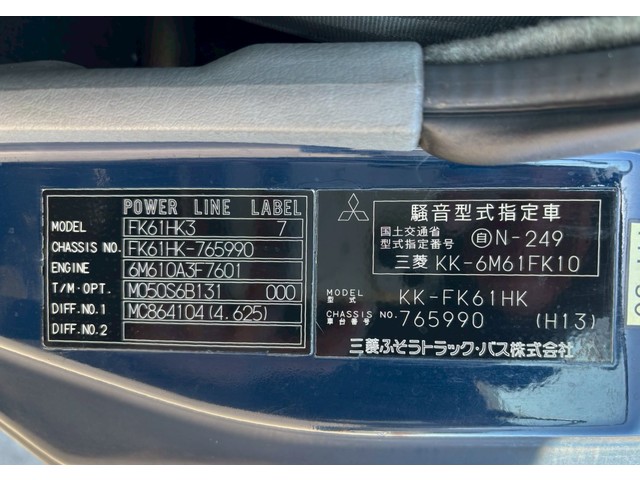 POWER LINE LABEL
MODEL FK61HK3 7
CHASSIS NO. FK61HK-765990
ENGINE 6M610A3F7601
T/M·OPT. M050S6B131 000
DIFF.NO.1 MC864104(4.625)
DIFF.NO.2
騒音型式指定車
国土交通省
型式指定番号 自 N-249
三菱 KK-6M61FK10
MODEL
型式 KK-FK61HK
CHASSIS NO.
車台番号 765990 (H13)
三菱ふそうトラック・バス株式会社